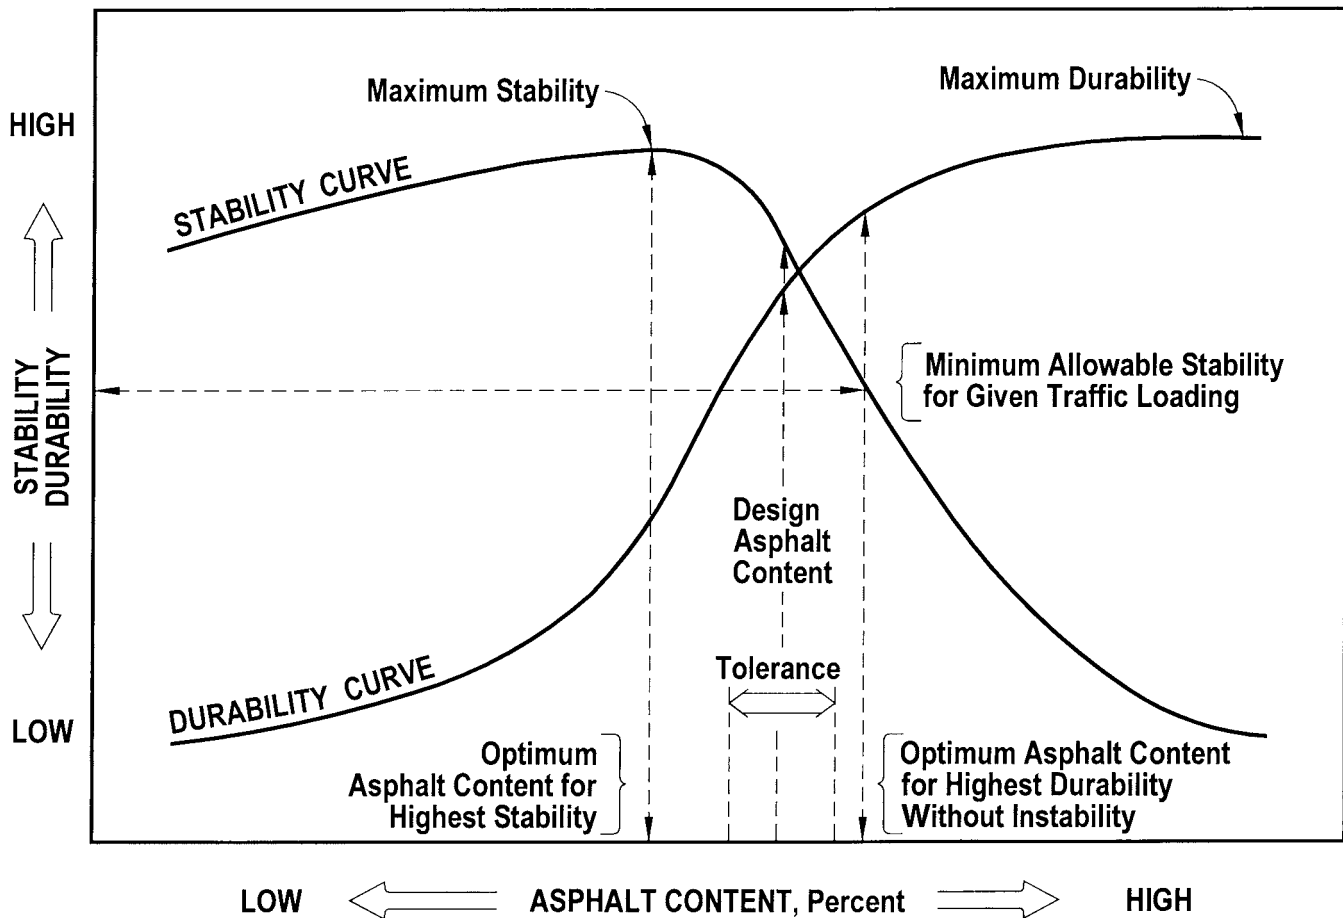 Maximum Stability
Maximum Durability
HIGH
STABILITY CURVE
STABILITY
DURABILITY
Minimum Allowable Stability
for Given Traffic Loading
Design
Asphalt
Content
Tolerance
DURABILITY CURVE
LOW
Optimum
Asphalt Content for
Highest Stability
Optimum Asphalt Content
for Highest Durability
Without Instability
LOW
ASPHALT CONTENT, Percent
HIGH